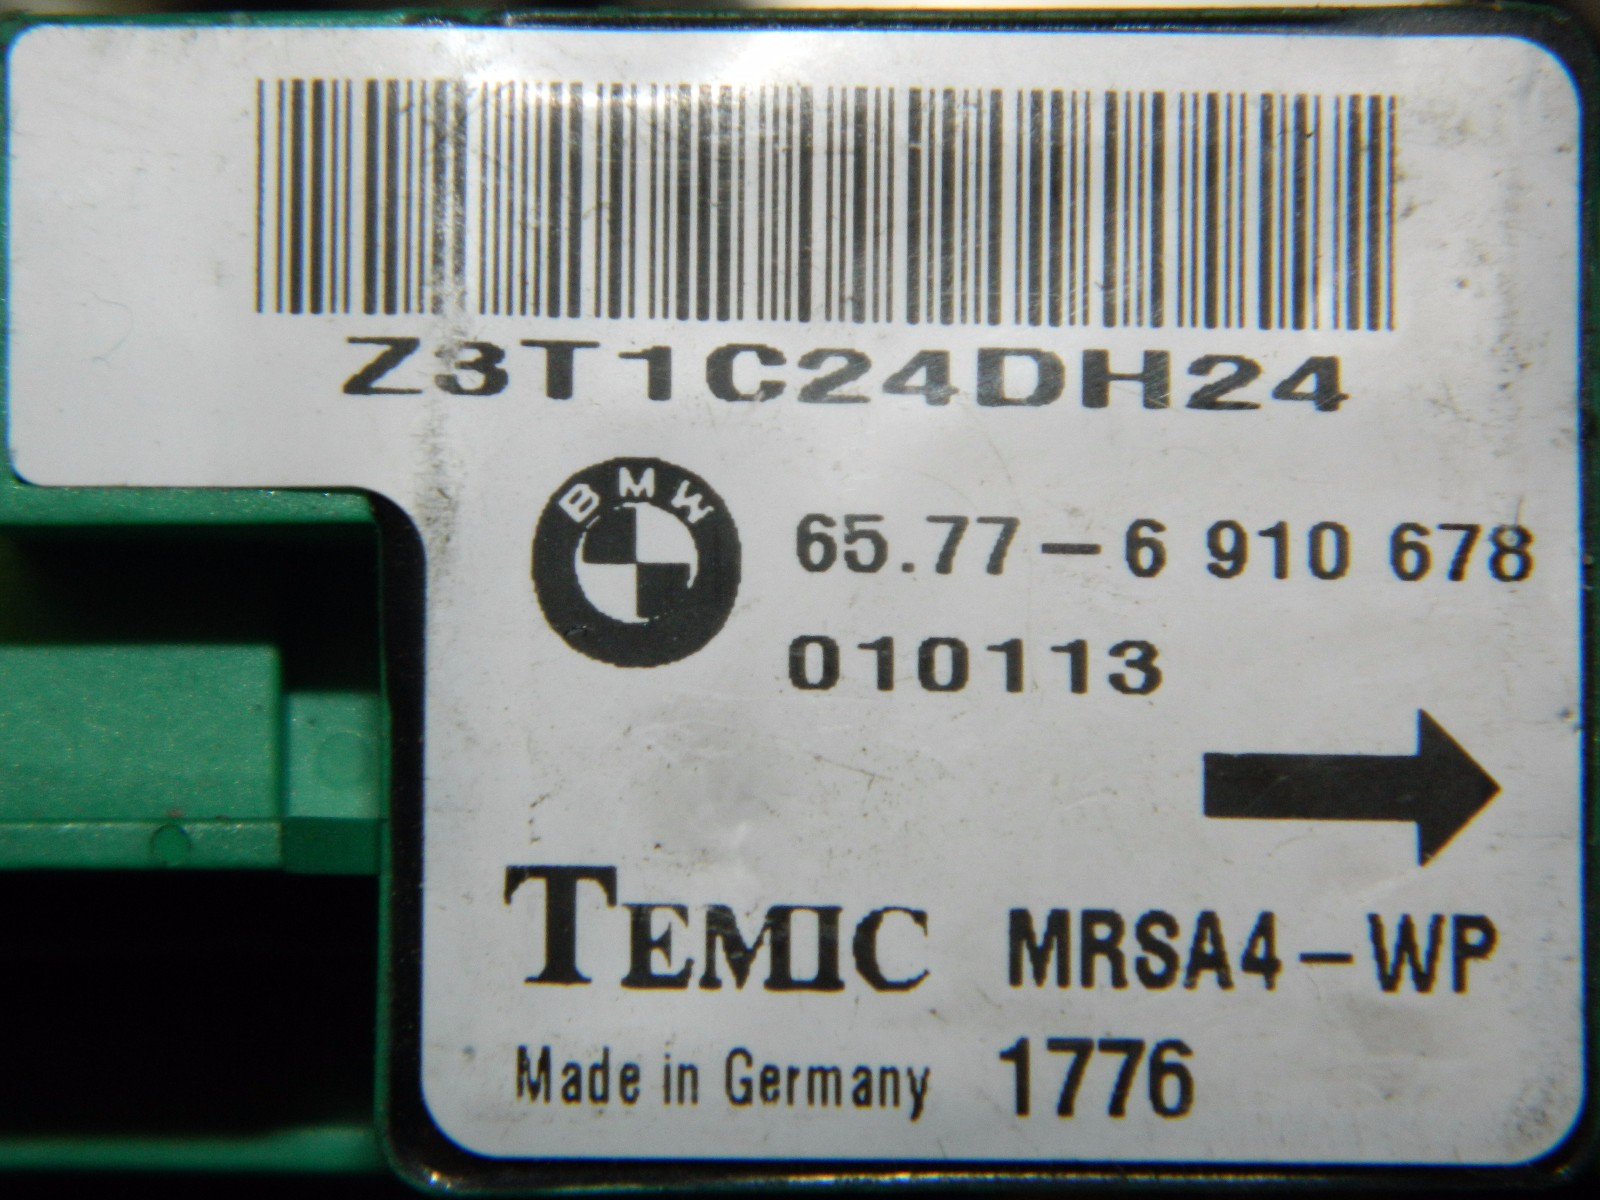 Z3T1C24DH24
BMW
65.77-6 910 678
010113
TEMIC MRSA4-WP
Made in Germany 1776